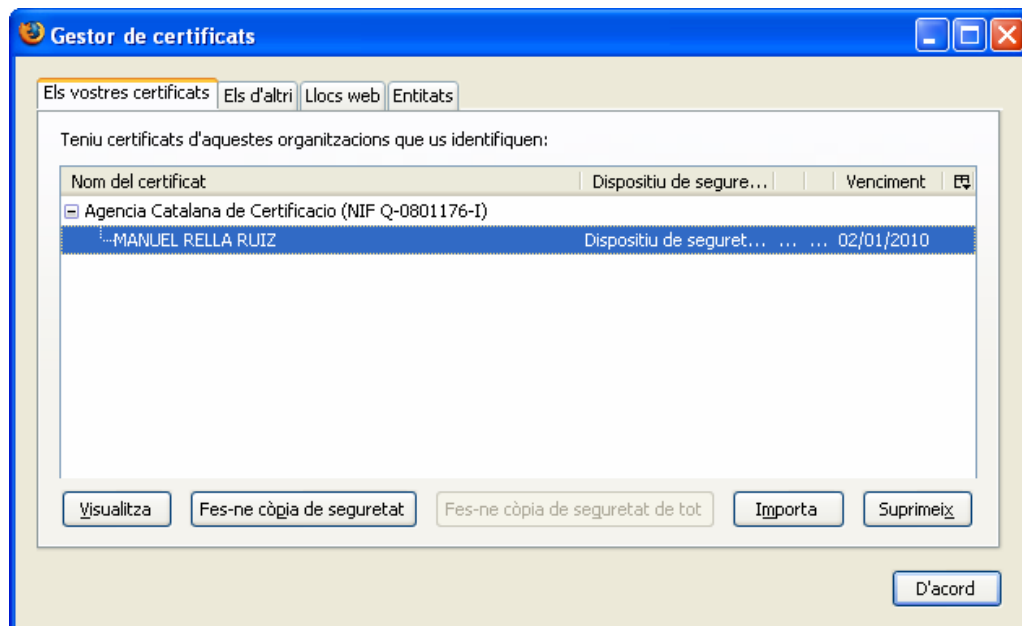 Gestor de certificats
Els vostres certificats Els d'altri Llocs web Entitats
Teniu certificats d'aquestes organitzacions que us identifiquen:
Nom del certificat Dispositiu de segure... Venciment
Agencia Catalana de Certificacio (NIF Q-0801176-I)
MANUEL RELLA RUIZ Dispositiu de seguret... ... ... 02/01/2010
Visualitza Fes-ne còpia de seguretat Fes-ne còpia de seguretat de tot Importa Suprimeix
D'acord